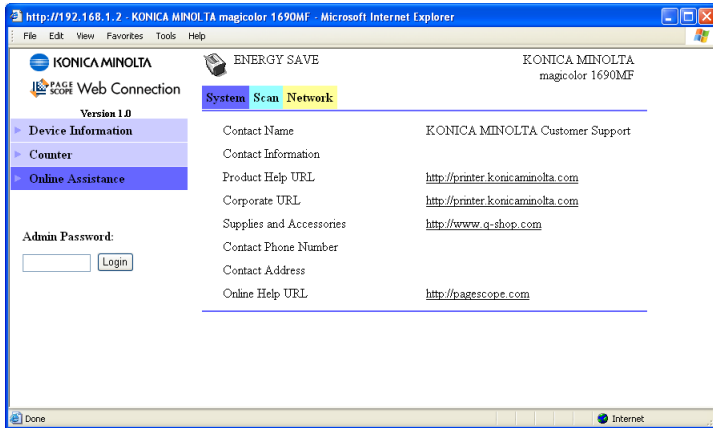 http://192.168.1.2 - KONICA MINOLTA magicolor 1690MF - Microsoft Internet Explorer
File Edit View Favorites Tools Help
KONICA MINOLTA
PAGE SCOPE Web Connection
Version 1.0
ENERGY SAVE
KONICA MINOLTA
magicolor 1690MF
System Scan Network
Device Information
Counter
Online Assistance
Admin Password:
Login
Contact Name KONICA MINOLTA Customer Support
Contact Information
Product Help URL http://printer.konicaminolta.com
Corporate URL http://printer.konicaminolta.com
Supplies and Accessories http://www.q-shop.com
Contact Phone Number
Contact Address
Online Help URL http://pagescope.com
Done Internet